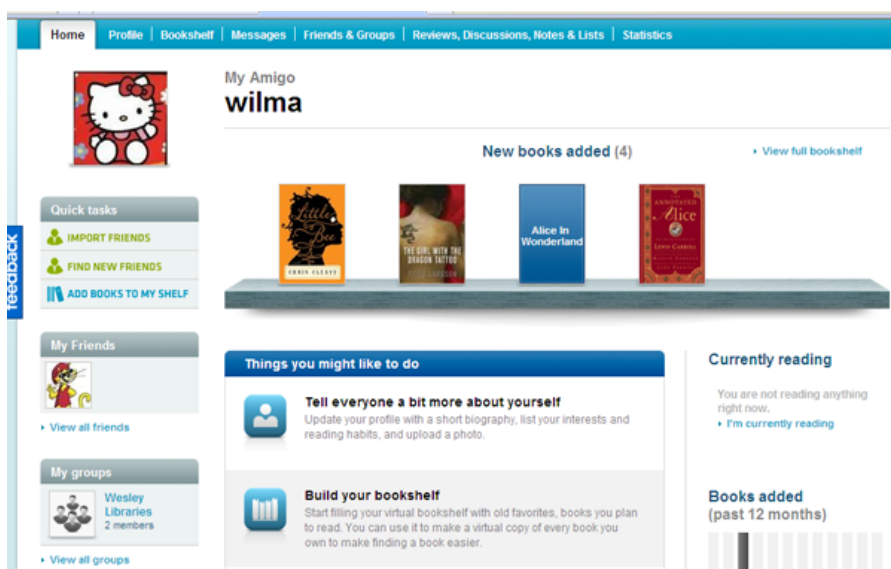 Home
Profile
Bookshelf
Messages
Friends & Groups
Reviews, Discussions, Notes & Lists
Statistics
My Amigo
wilma
New books added (4)
View full bookshelf
Quick tasks
IMPORT FRIENDS
FIND NEW FRIENDS
ADD BOOKS TO MY SHELF
feedback
Little
Bee
CHRIS CLEAVE
THE GIRL WITH THE
DRAGON TATTOO
Alice In
Wonderland
ANNOTATED
Alice
LEWIS CARROLL
My Friends
View all friends
My groups
Wesley
Libraries
2 members
View all groups
Things you might like to do
Tell everyone a bit more about yourself
Update your profile with a short biography, list your interests and
reading habits, and upload a photo.
Build your bookshelf
Start filling your virtual bookshelf with old favorites, books you plan
to read. You can use it to make a virtual copy of every book you
own to make finding a book easier.
Currently reading
You are not reading anything
right now.
I'm currently reading
Books added
(past 12 months)